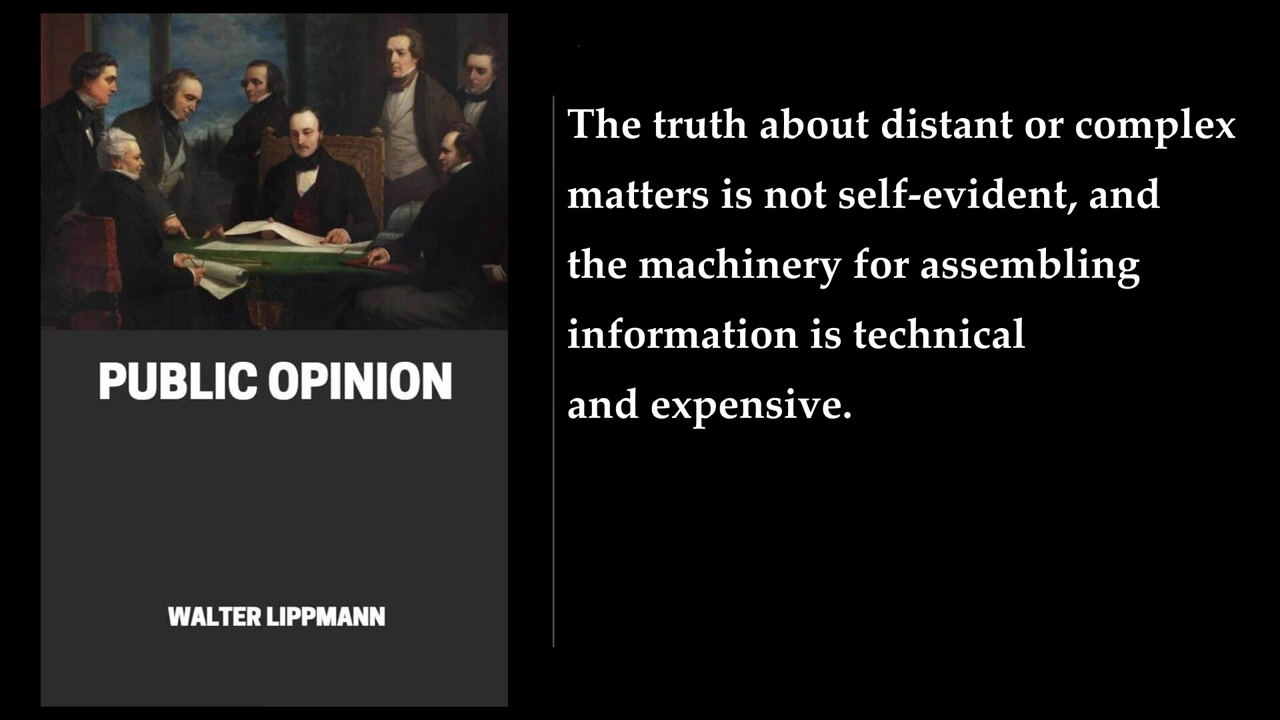 PUBLIC OPINION
WALTER LIPPMANN
The truth about distant or complex
matters is not self-evident, and
the machinery for assembling
information is technical
and expensive.